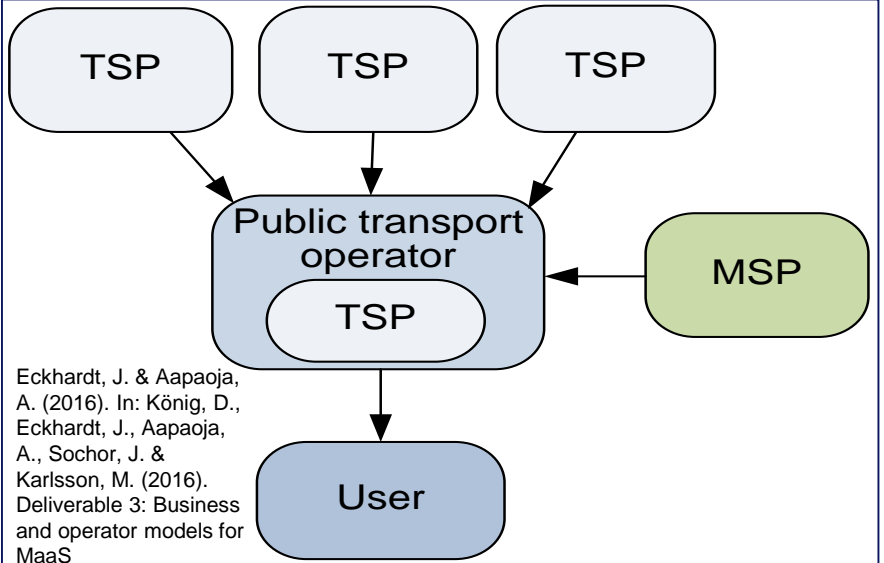 TSP
TSP
TSP
Public transport
operator
TSP
MSP
User
Eckhardt, J. & Aapaoja,
A. (2016). In: König, D.,
Eckhardt, J., Aapaoja,
A., Sochor, J. &
Karlsson, M. (2016).
Deliverable 3: Business
and operator models for
MaaS